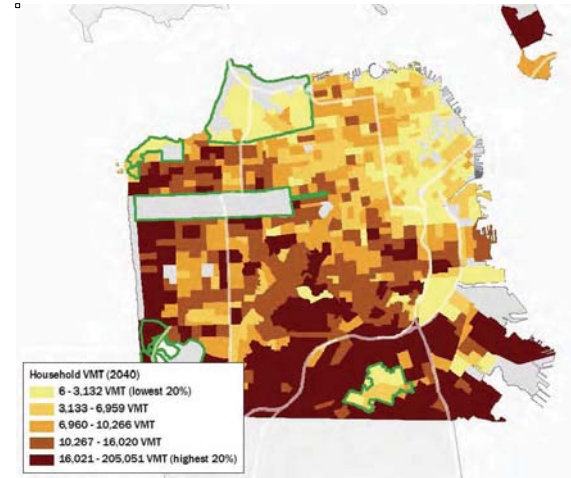 Household VMT (2040)
6 - 3,132 VMT (lowest 20%)
3,133 - 6,959 VMT
6,960 - 10,266 VMT
10,267 - 16,020 VMT
16,021 - 205,051 VMT (highest 20%)